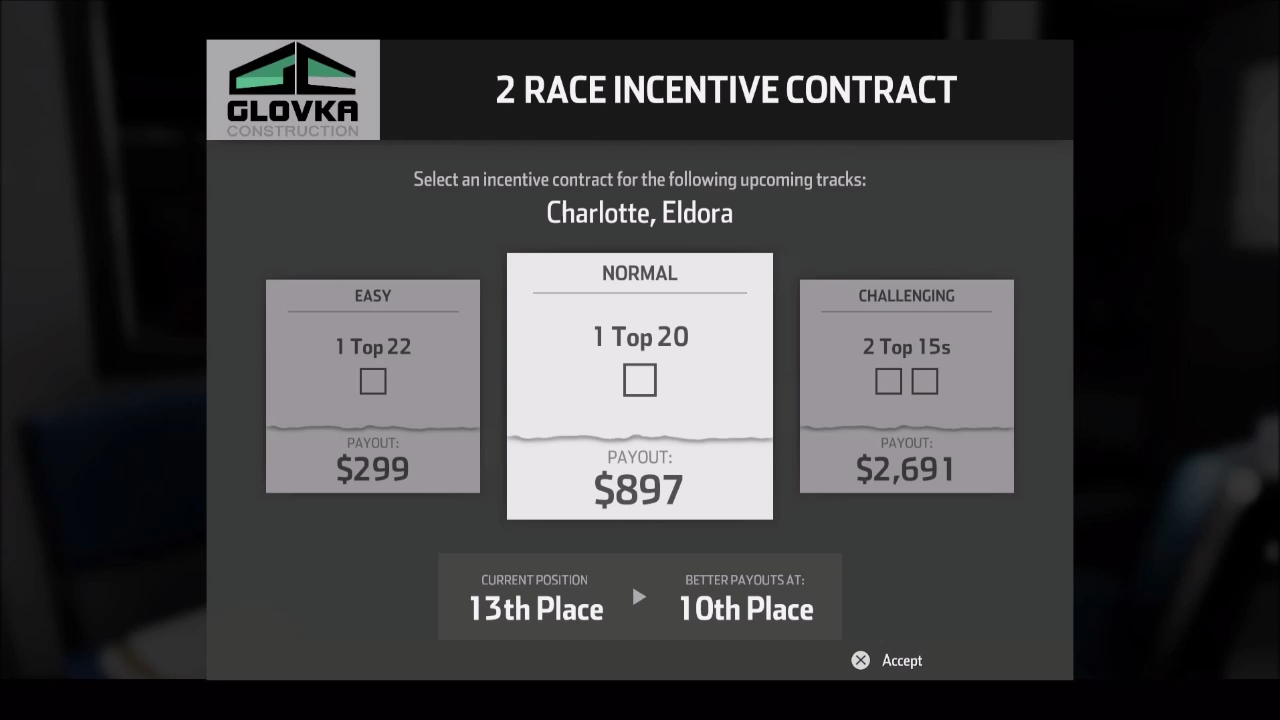 GLOVKA
CONSTRUCTION
2 RACE INCENTIVE CONTRACT
Select an incentive contract for the following upcoming tracks:
Charlotte, Eldora
EASY
1 Top 22
PAYOUT:
$299
NORMAL
1 Top 20
PAYOUT:
$897
CHALLENGING
2 Top 15s
PAYOUT:
$2,691
CURRENT POSITION
13th Place
BETTER PAYOUTS AT:
10th Place
Accept